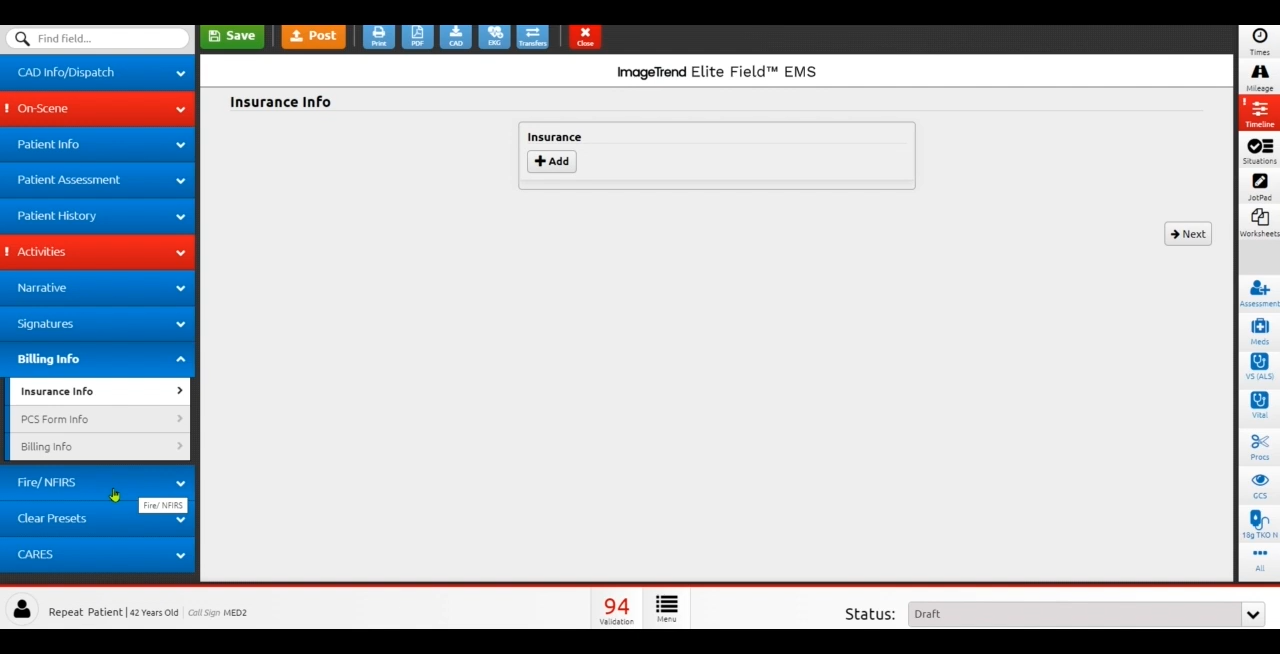 Find field...
Save
Post
Print
PDF
CAD
EKG
Transfers
Close
Times
CAD Info/Dispatch
ImageTrend Elite Field™ EMS
Mileage
! On-Scene
Insurance Info
! Timeline
Patient Info
Insurance
Add
Situations
Patient Assessment
JotPad
Patient History
Next
Worksheets
! Activities
Narrative
Assessment
Signatures
Meds
Billing Info
VS (ALS)
Insurance Info
PCS Form Info
Vital
Billing Info
Procs
Fire/ NFIRS
Fire/ NFIRS
GCS
Clear Presets
18g TKO N
CARES
All
Repeat Patient | 42 Years Old | Call Sign MED2
94
Validation
Menu
Status:
Draft